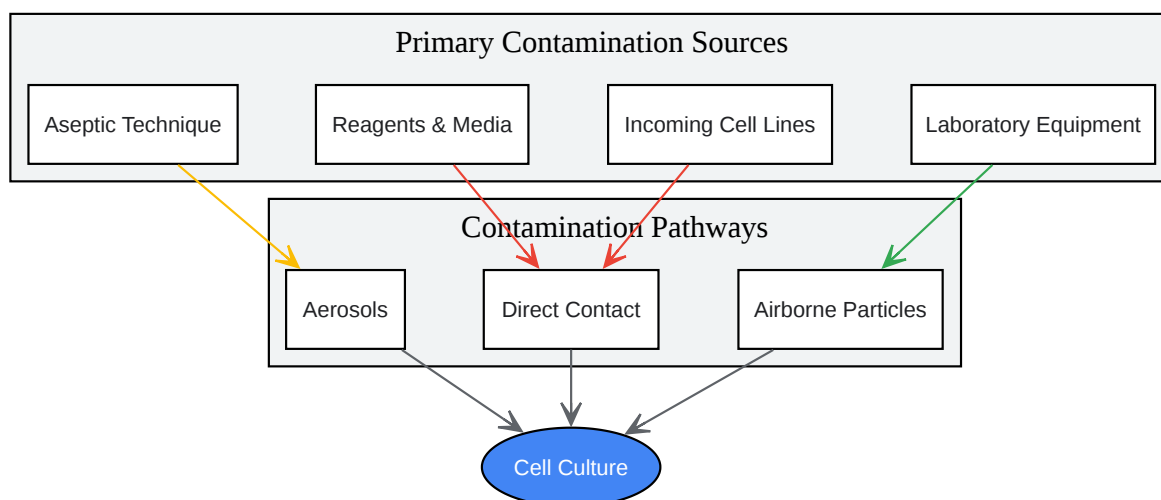 Primary Contamination Sources
Aseptic Technique
Reagents & Media
Incoming Cell Lines
Laboratory Equipment
Contamination Pathways
Aerosols
Direct Contact
Airborne Particles
Cell Culture